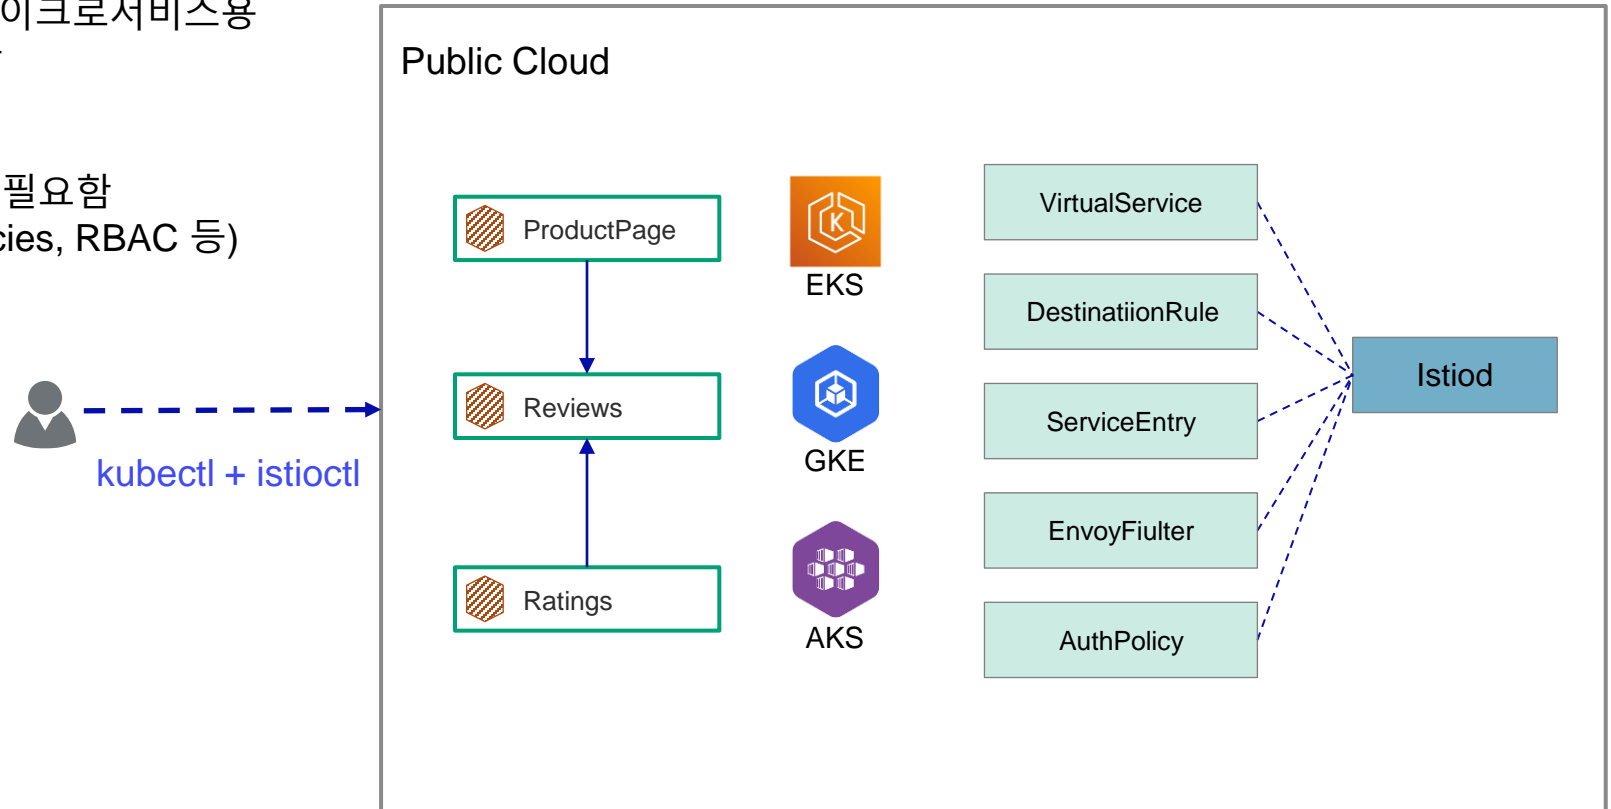 이크로서비스용
필요함
cies, RBAC 등)
kubectl + istioctl
Public Cloud
ProductPage
Reviews
Ratings
EKS
GKE
AKS
VirtualService
DestinatiionRule
ServiceEntry
EnvoyFiulter
AuthPolicy
Istiod